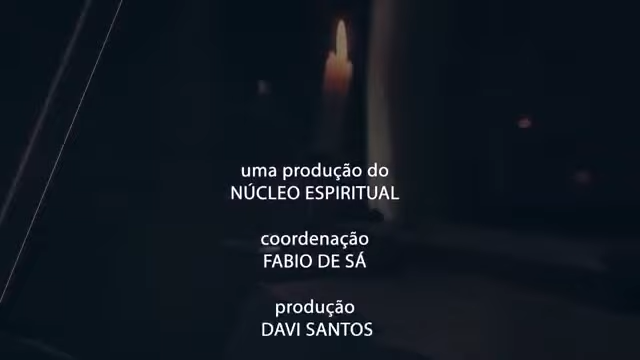 uma produção do
NÚCLEO ESPIRITUAL
coordenação
FABIO DE SÁ
produção
DAVI SANTOS